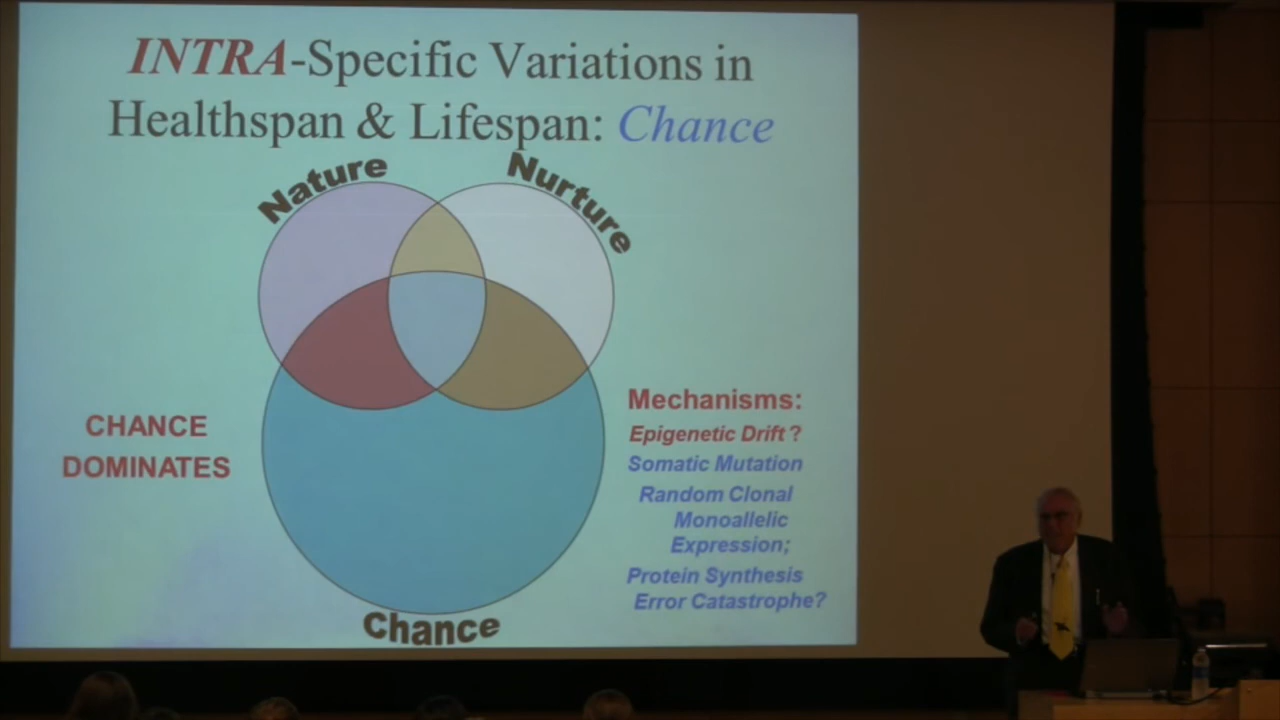 INTRA-Specific Variations in
Healthspan & Lifespan: Chance
Nature
Nurture
CHANCE
DOMINATES
Mechanisms:
Epigenetic Drift ?
Somatic Mutation
Random Clonal
Monoallelic
Expression;
Protein Synthesis
Error Catastrophe?
Chance